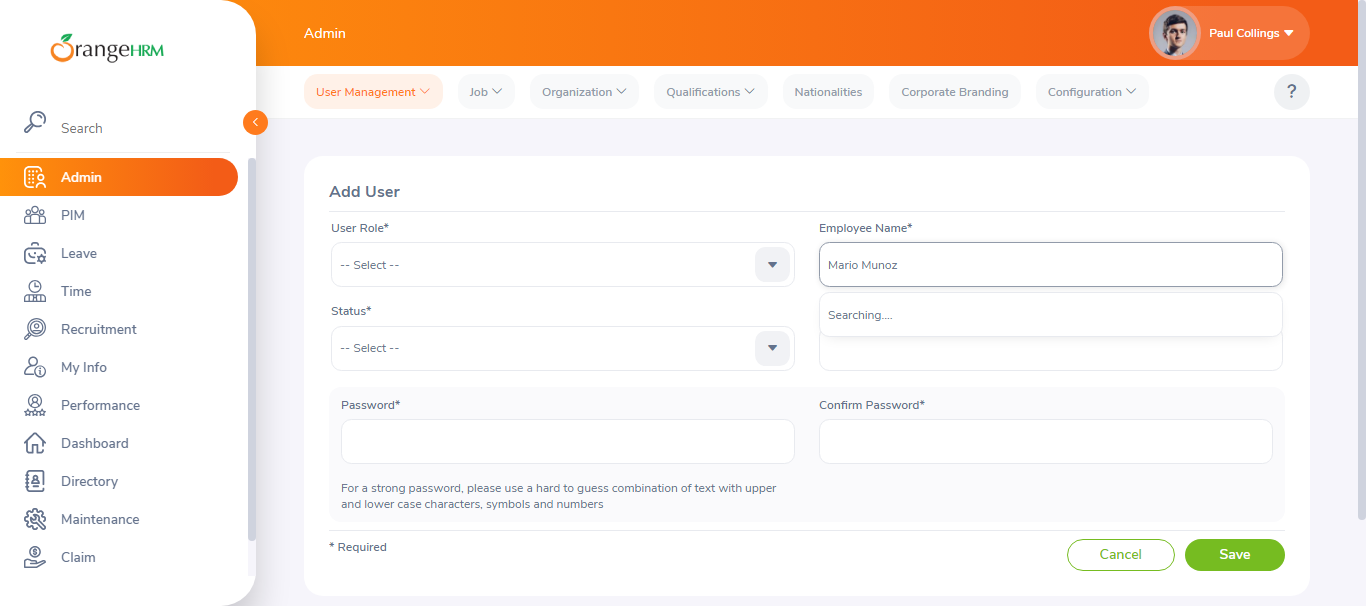 OrangeHRM
Search
Admin
PIM
Leave
Time
Recruitment
My Info
Performance
Dashboard
Directory
Maintenance
Claim
Admin
Paul Collings
User Management
Job
Organization
Qualifications
Nationalities
Corporate Branding
Configuration
?
Add User
User Role*
Employee Name*
-- Select --
Mario Munoz
Status*
Searching....
-- Select --
Password*
Confirm Password*
For a strong password, please use a hard to guess combination of text with upper
and lower case characters, symbols and numbers
* Required
Cancel
Save